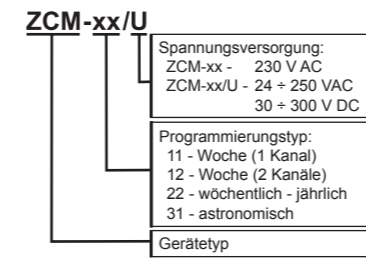 ZCM-xx/U
Spannungsversorgung:
ZCM-xx - 230 V AC
ZCM-xx/U - 24 ÷ 250 VAC
30 ÷ 300 V DC
Programmierungstyp:
11 - Woche (1 Kanal)
12 - Woche (2 Kanäle)
22 - wöchentlich - jährlich
31 - astronomisch
Gerätetyp